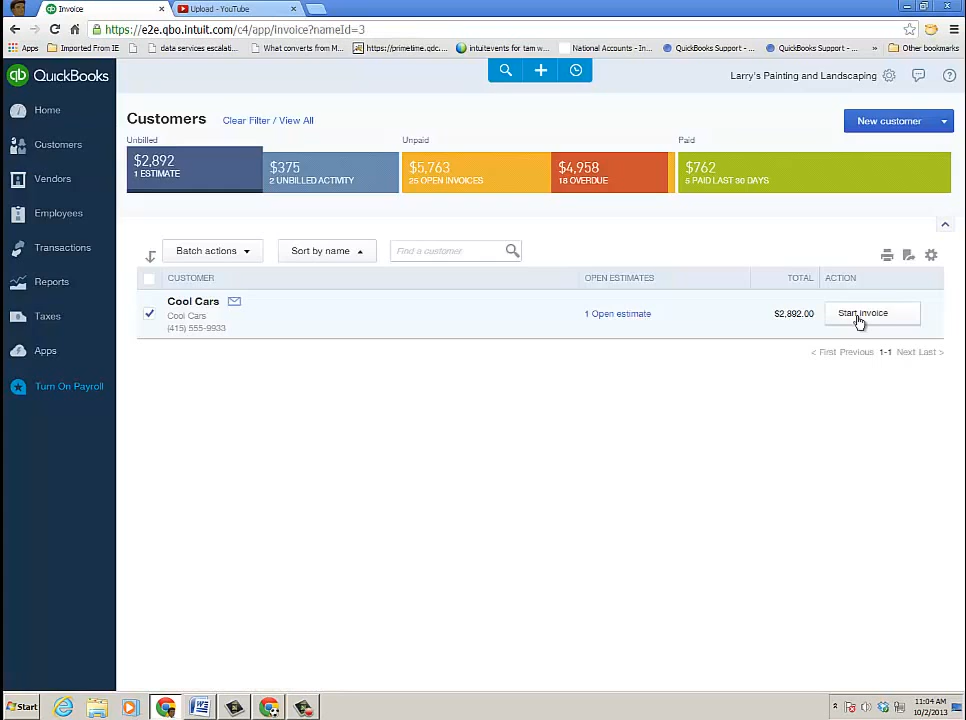 Invoice
Upload - YouTube
https://e2e.qbo.intuit.com/c4/app/invoice?nameId=3
Apps
Imported From IE
data services escalati...
What converts from M...
https://primetime.qdc....
intuitevents for tam w...
National Accounts - In...
QuickBooks Support - ...
QuickBooks Support - ...
»
Other bookmarks
qb QuickBooks
Larry's Painting and Landscaping
Home
Customers
Vendors
Employees
Transactions
Reports
Taxes
Apps
Turn On Payroll
Customers
Clear Filter / View All
New customer
Unbilled
Unpaid
Paid
$2,892
1 ESTIMATE
$375
2 UNBILLED ACTIVITY
$5,763
25 OPEN INVOICES
$4,958
18 OVERDUE
$762
5 PAID LAST 30 DAYS
Batch actions
Sort by name
Find a customer
CUSTOMER
OPEN ESTIMATES
TOTAL
ACTION
Cool Cars
Cool Cars
(415) 555-9933
1 Open estimate
$2,892.00
Start invoice
< First Previous 1-1 Next Last >
Start
11:04 AM
10/2/2013